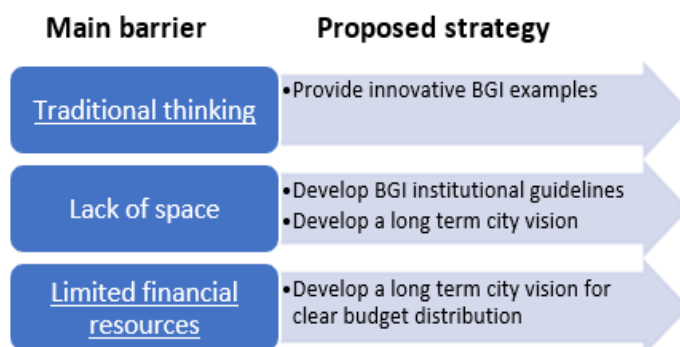 Main barrier
Proposed strategy
Traditional thinking
•Provide innovative BGI examples
Lack of space
•Develop BGI institutional guidelines
•Develop a long term city vision
Limited financial
resources
•Develop a long term city vision for
clear budget distribution